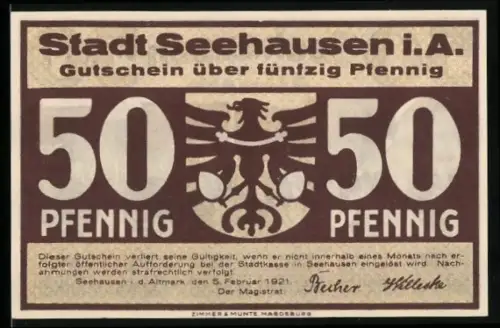 Stadt Seehausen i.A.
Gutschein über fünfzig Pfennig
50 50
PFENNIG PFENNIG
Dieser Gutschein verliert seine Gültigkeit, wenn er nicht innerhalb eines Monats nach er-
folgter öffentlicher Aufforderung bei der Stadtkasse in Seehausen eingelöst wird. Nach-
ahmungen werden strafrechtlich verfolgt.
Seehausen i. d. Altmark, den 5. Februar 1921.
Der Magistrat:
ZIMMER & MUNTE, MAGDEBURG